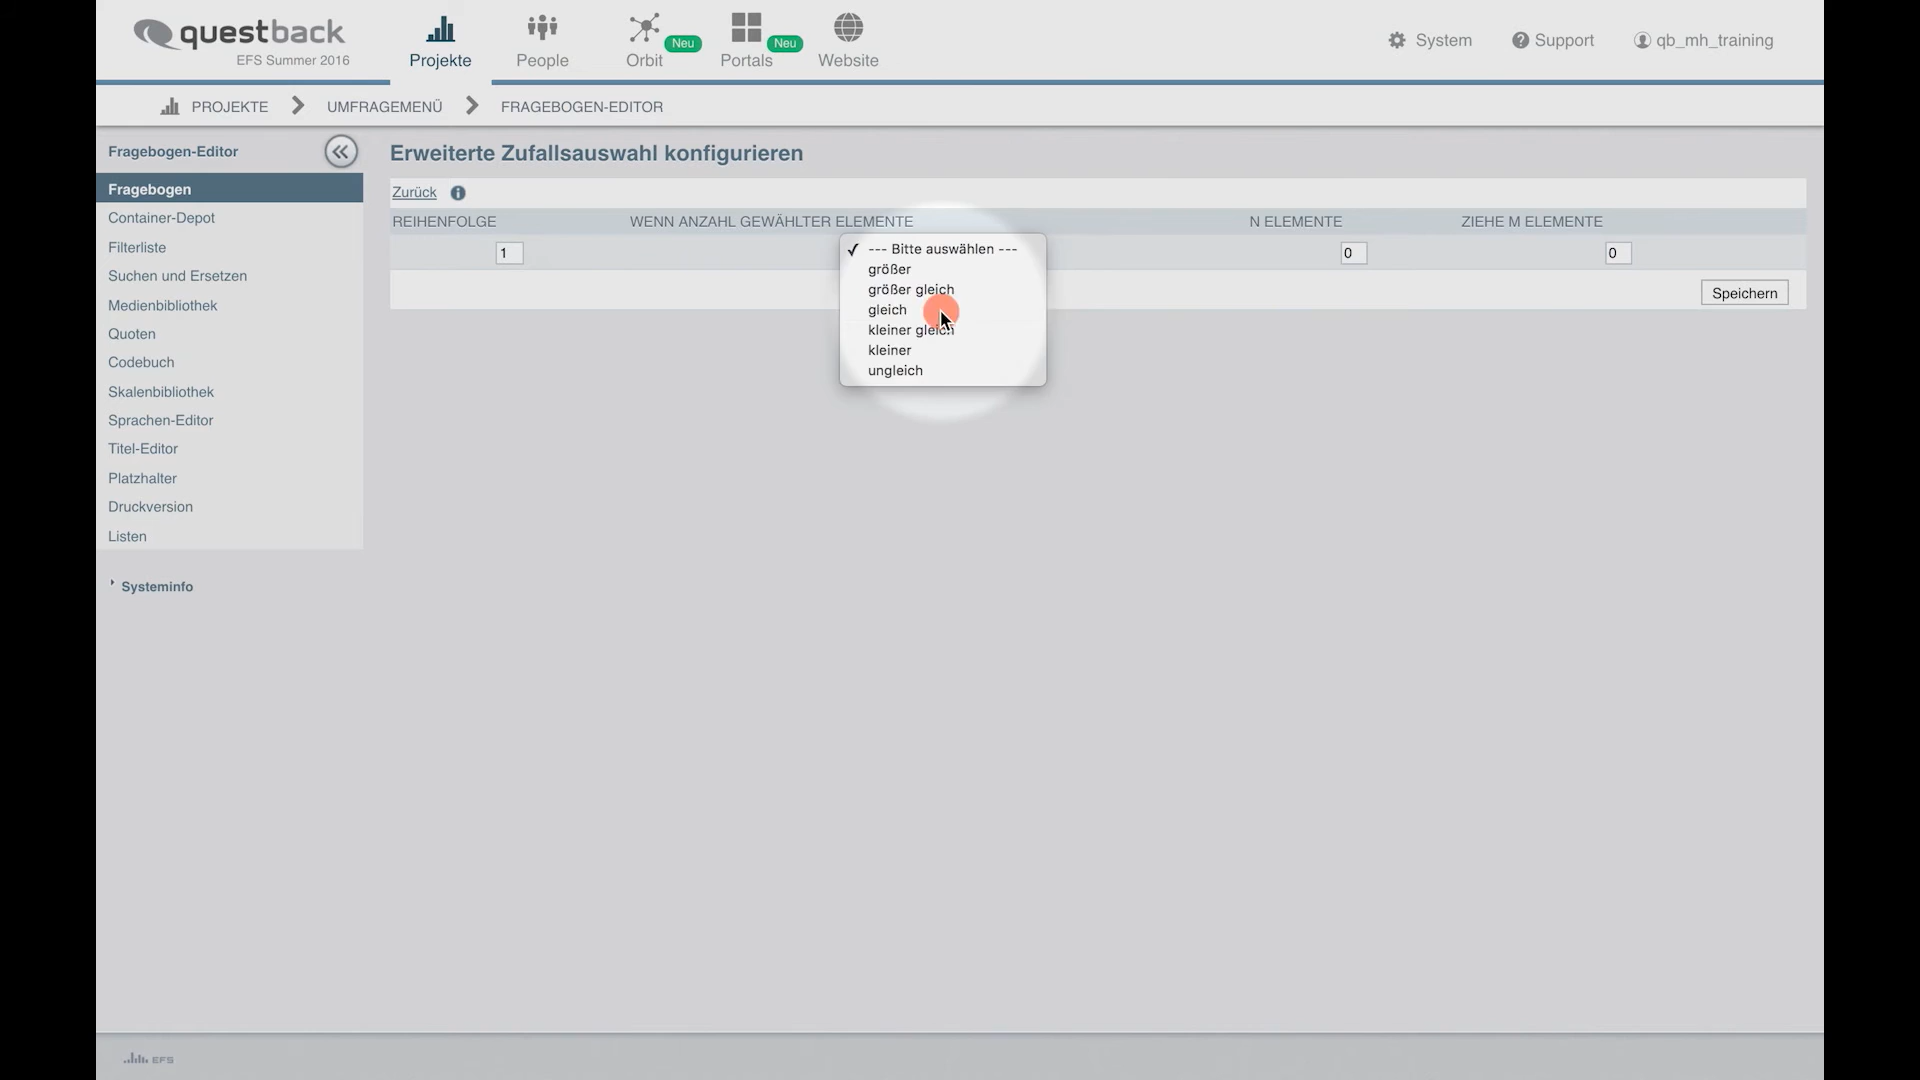 questback
EFS Summer 2016
Projekte
People
Orbit
Neu
Portals
Neu
Website
System
Support
qb_mh_training
PROJEKTE
UMFRAGEMENÜ
FRAGEBOGEN-EDITOR
Fragebogen-Editor
Fragebogen
Container-Depot
Filterliste
Suchen und Ersetzen
Medienbibliothek
Quoten
Codebuch
Skalenbibliothek
Sprachen-Editor
Titel-Editor
Platzhalter
Druckversion
Listen
Systeminfo
Erweiterte Zufallsauswahl konfigurieren
Zurück
REIHENFOLGE WENN ANZAHL GEWÄHLTER ELEMENTE N ELEMENTE ZIEHE M ELEMENTE
1 0 0
--- Bitte auswählen ---
größer
größer gleich
gleich
kleiner gleich
kleiner
ungleich
Speichern
EFS